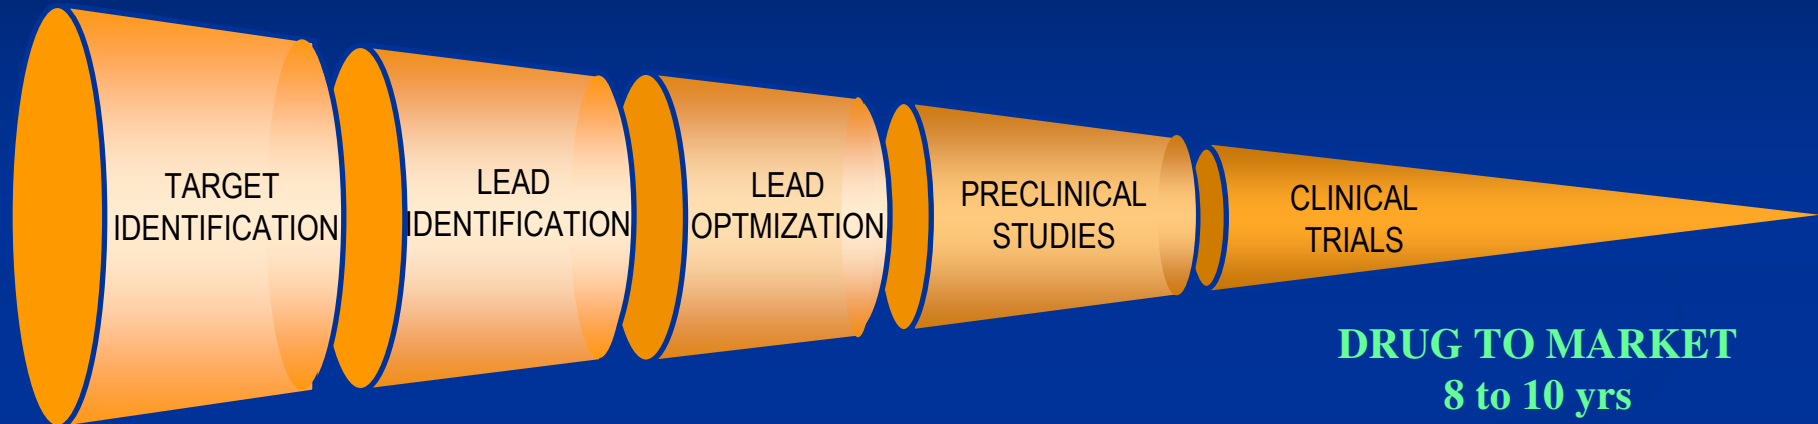 TARGET
IDENTIFICATION
LEAD
IDENTIFICATION
LEAD
OPTMIZATION
PRECLINICAL
STUDIES
CLINICAL
TRIALS
DRUG TO MARKET
8 to 10 yrs